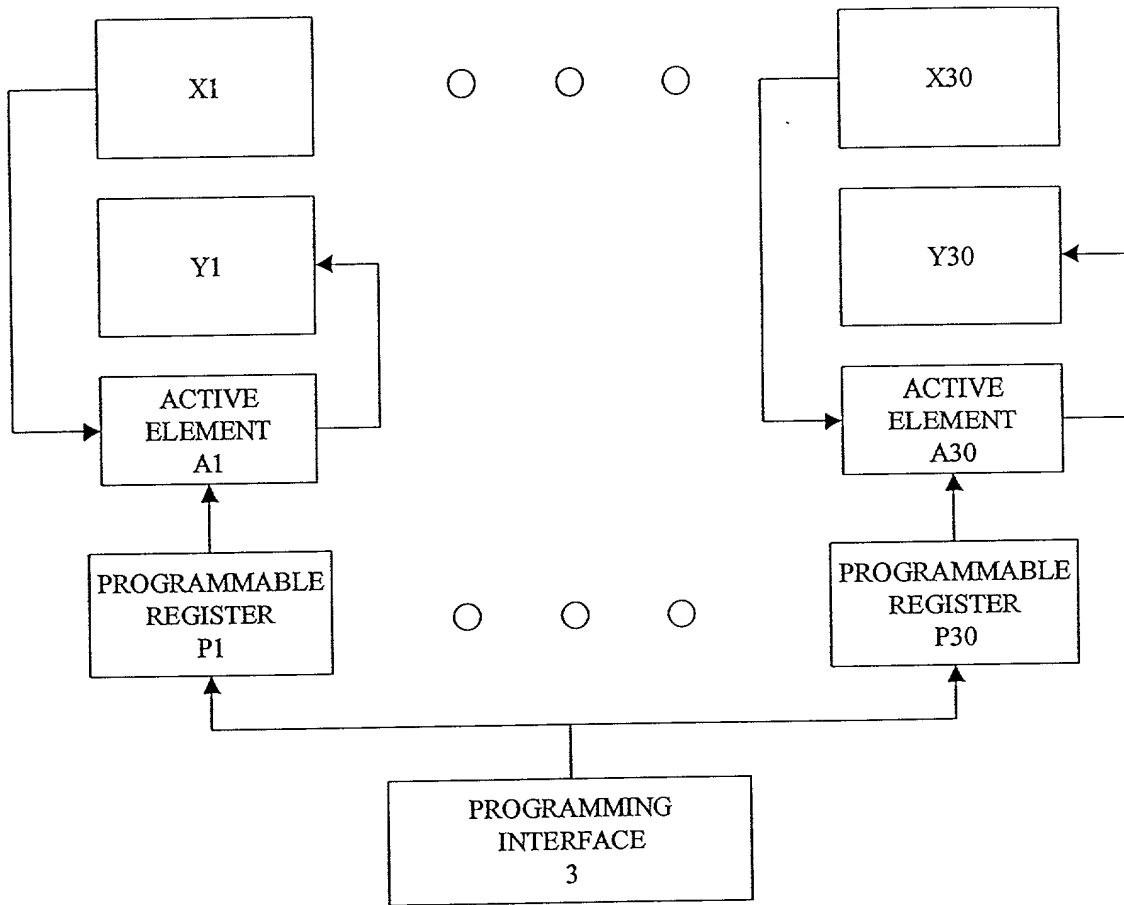 X1
X30
Y1
Y30
ACTIVE
ELEMENT
A1
ACTIVE
ELEMENT
A30
PROGRAMMABLE
REGISTER
P1
PROGRAMMABLE
REGISTER
P30
PROGRAMMING
INTERFACE
3